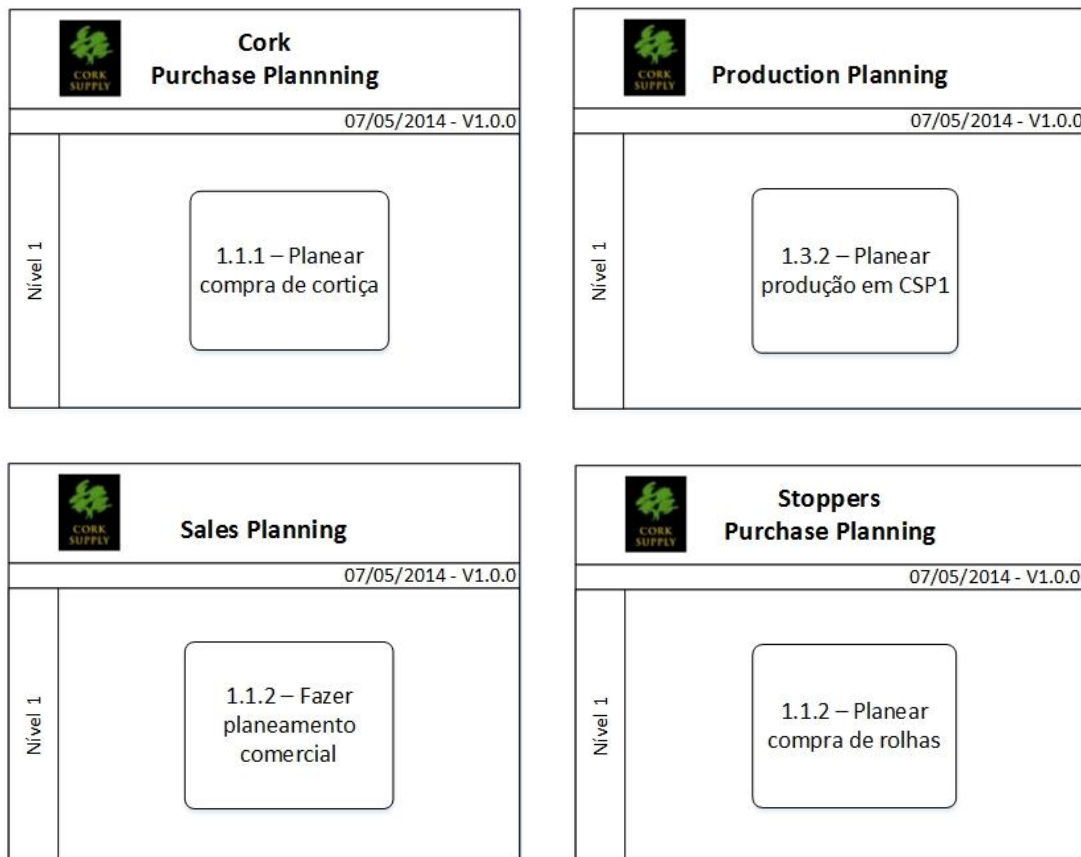 CORK
SUPPLY
Cork
Purchase Plannning
07/05/2014 - V1.0.0
Nível 1
1.1.1 – Planear
compra de cortiça
CORK
SUPPLY
Production Planning
07/05/2014 - V1.0.0
Nível 1
1.3.2 – Planear
produção em CSP1
CORK
SUPPLY
Sales Planning
07/05/2014 - V1.0.0
Nível 1
1.1.2 – Fazer
planeamento
comercial
CORK
SUPPLY
Stoppers
Purchase Planning
07/05/2014 - V1.0.0
Nível 1
1.1.2 – Planear
compra de rolhas